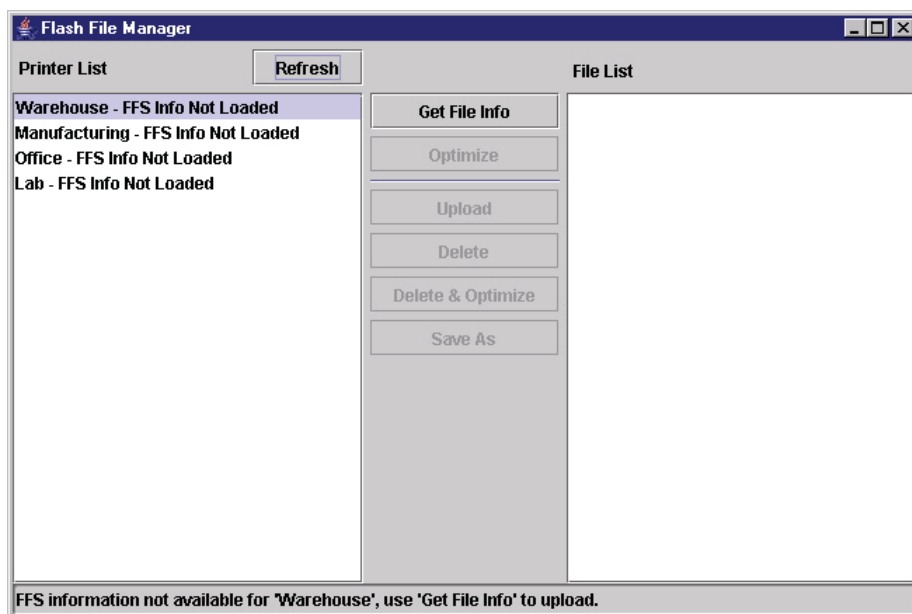 Flash File Manager
Printer List
Refresh
File List
Warehouse - FFS Info Not Loaded
Manufacturing - FFS Info Not Loaded
Office - FFS Info Not Loaded
Lab - FFS Info Not Loaded
Get File Info
Optimize
Upload
Delete
Delete & Optimize
Save As
FFS information not available for 'Warehouse', use 'Get File Info' to upload.